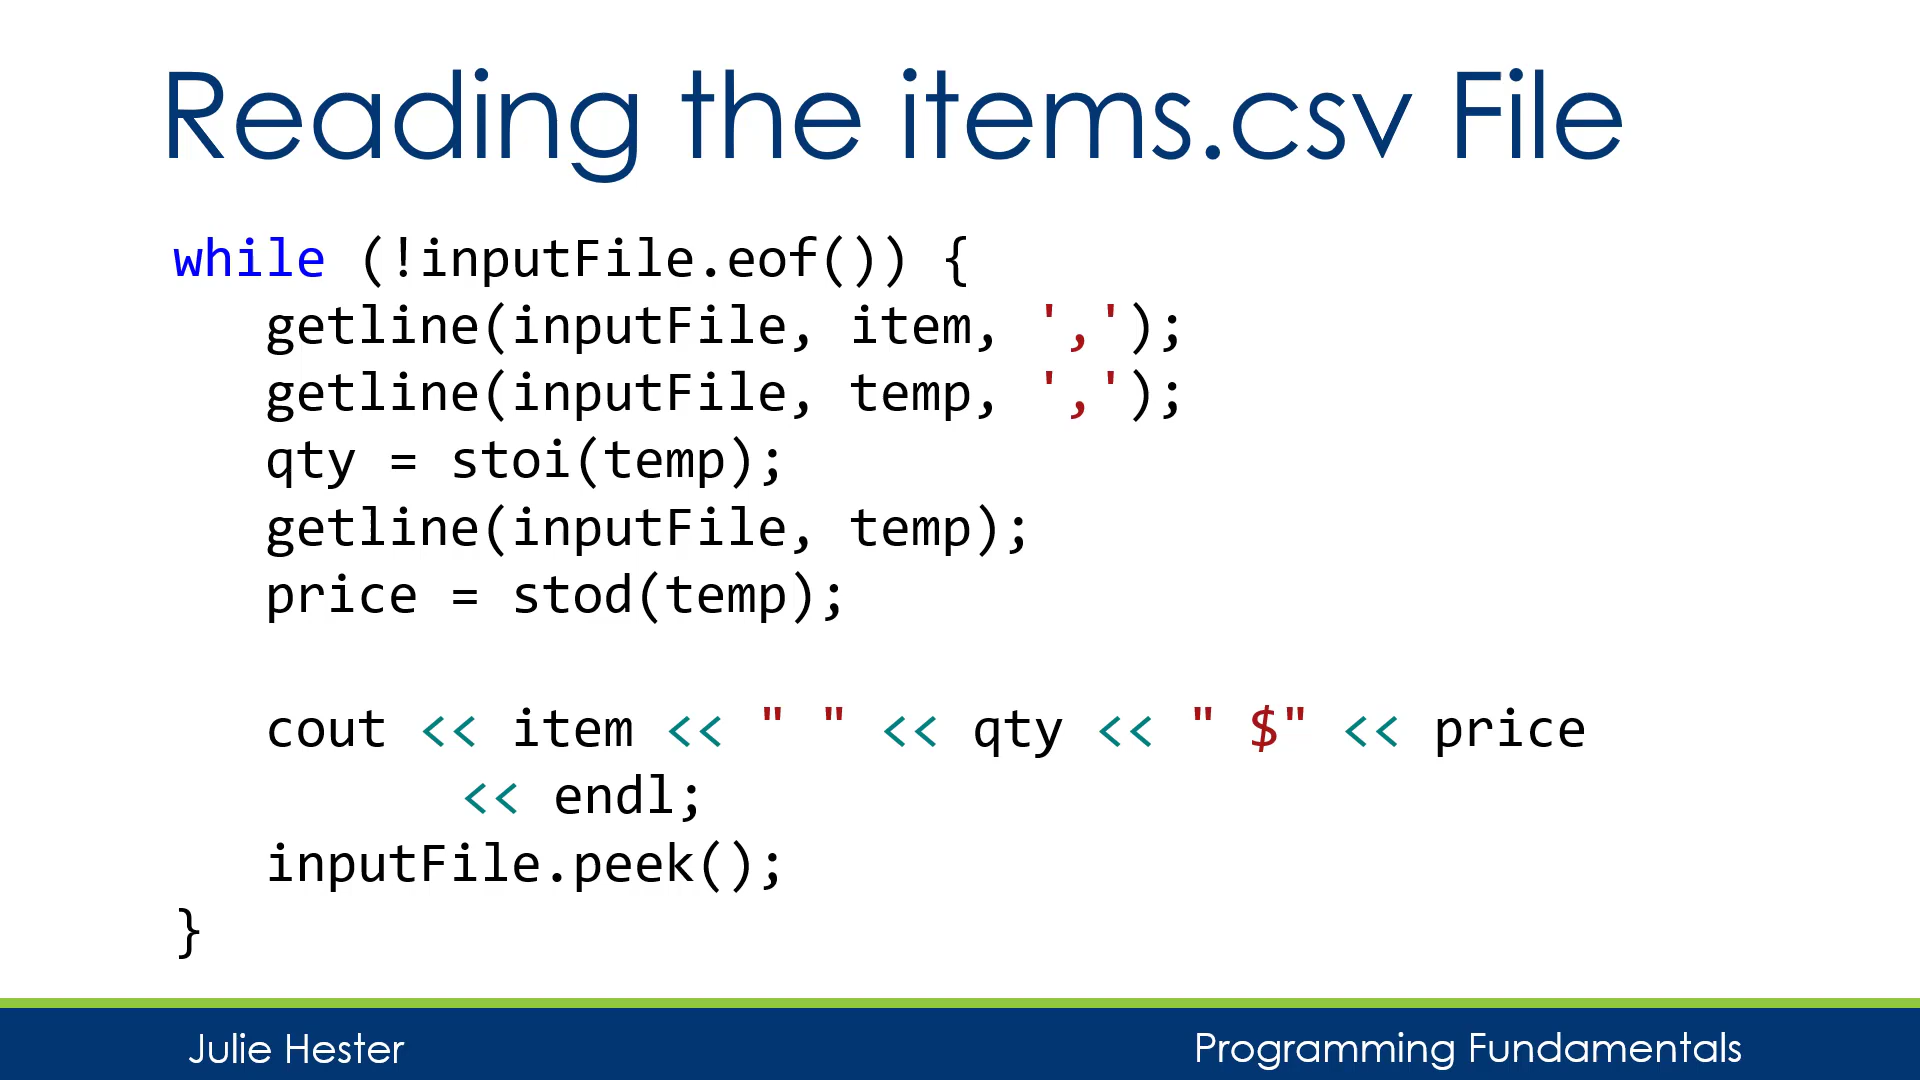 Reading the items.csv File
while (!inputFile.eof()) {
   getline(inputFile, item, ',');
   getline(inputFile, temp, ',');
   qty = stoi(temp);
   getline(inputFile, temp);
   price = stod(temp);
   cout << item << " " << qty << " $" << price
         << endl;
   inputFile.peek();
}
Julie Hester
Programming Fundamentals